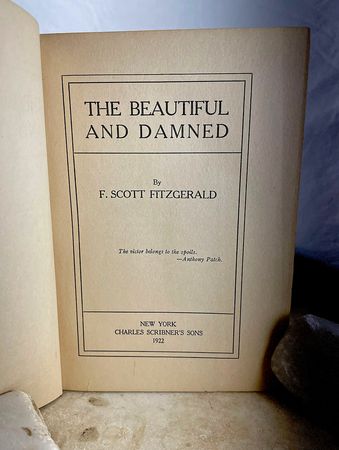 THE BEAUTIFUL
AND DAMNED
By
F. SCOTT FITZGERALD
The victor belongs to the spoils.
—Anthony Patch.
NEW YORK
CHARLES SCRIBNER'S SONS
1922